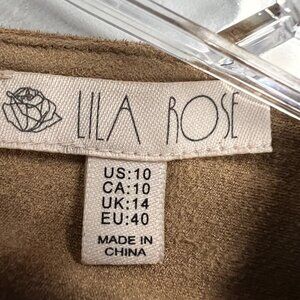 LILA ROSE
US:10
CA:10
UK:14
EU:40
MADE IN
CHINA